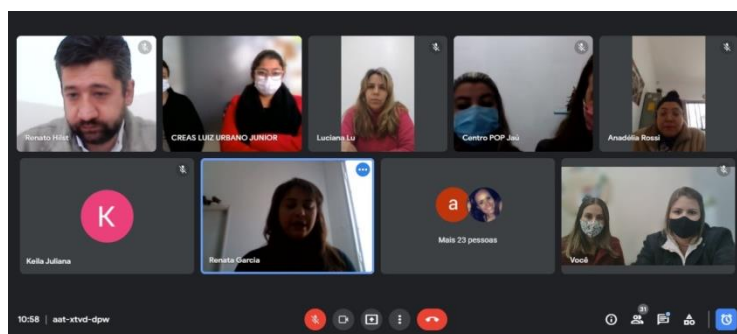 Renato Hilst
CREAS LUIZ URBANO JUNIOR
Luciana Lu
Centro POP Jaú
Anadélia Rossi
K
Keila Juliana
Renata Garcia
a
Mais 23 pessoas
Você
10:58 | aat-xtvd-dpw
31